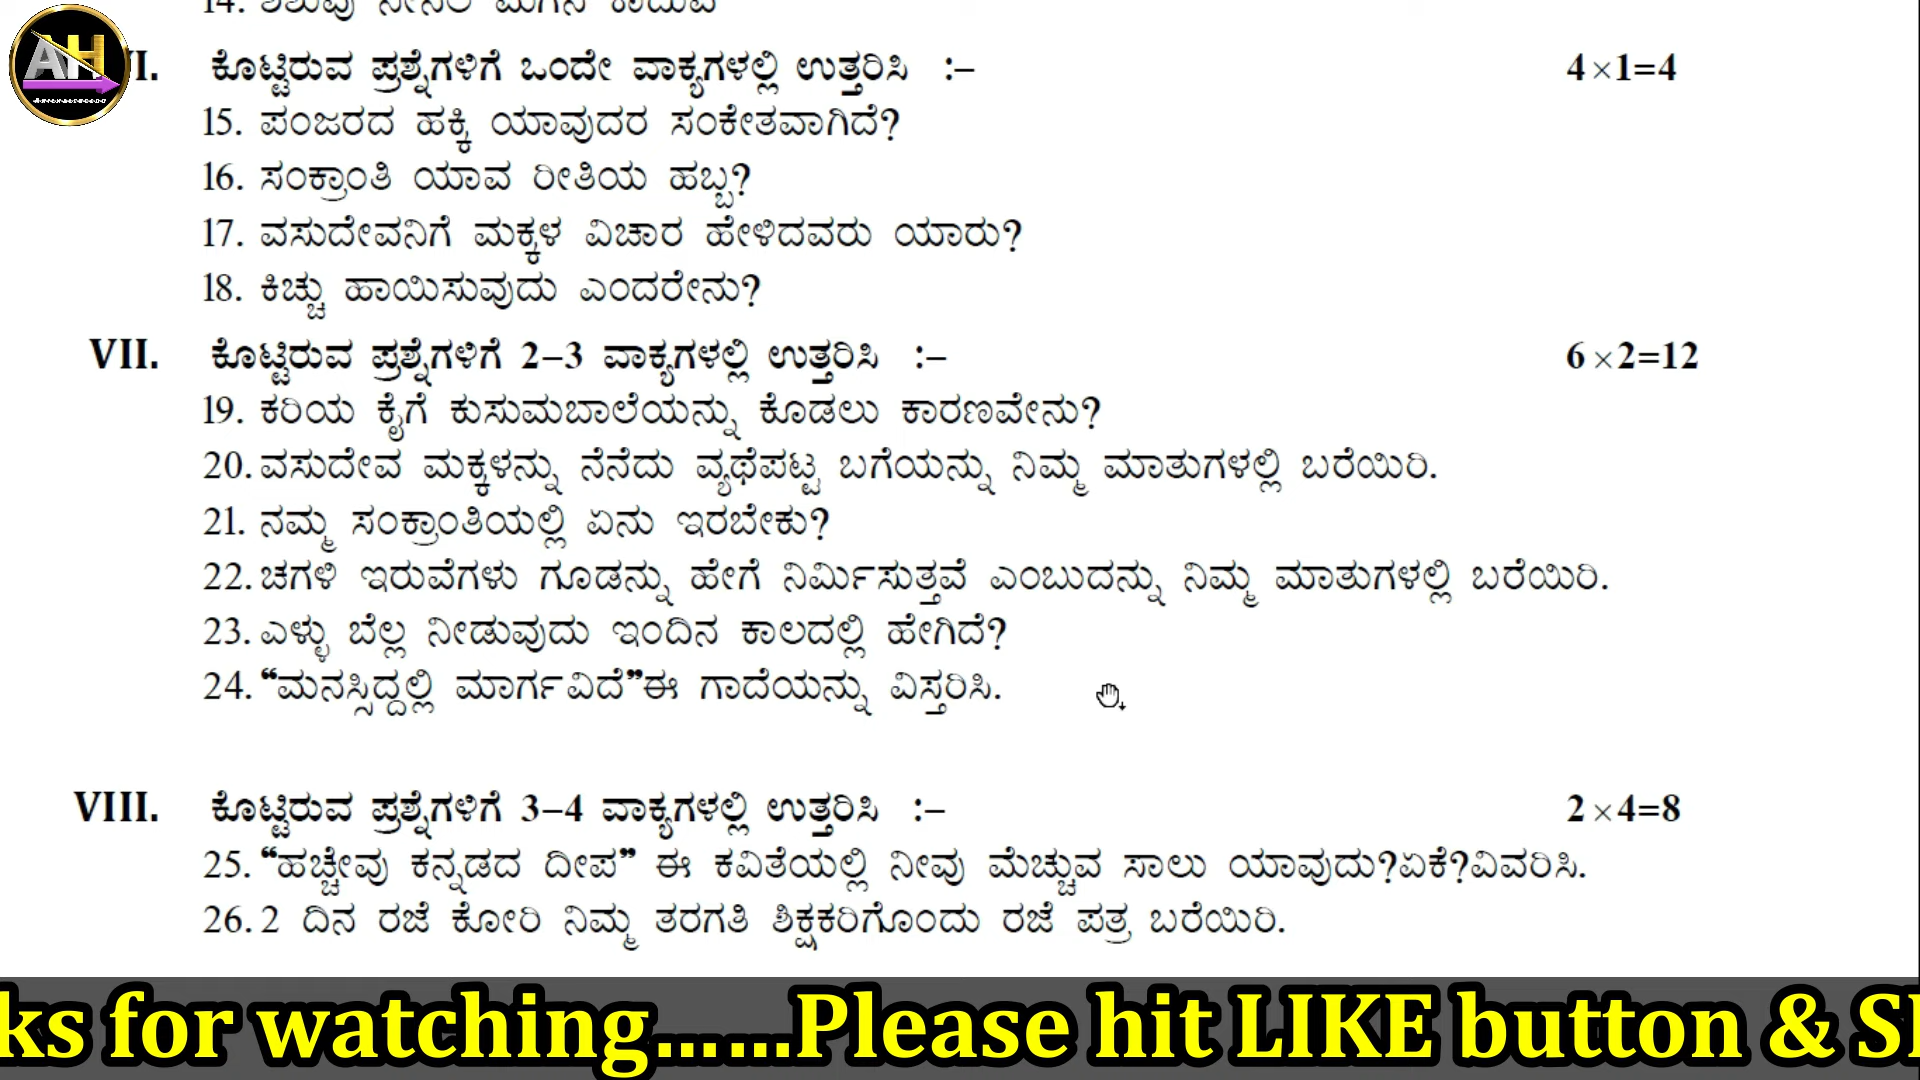 AH
VI. ಕೊಟ್ಟಿರುವ ಪ್ರಶ್ನೆಗಳಿಗೆ ಒಂದೇ ವಾಕ್ಯಗಳಲ್ಲಿ ಉತ್ತರಿಸಿ :– 4×1=4
15. ಪಂಜರದ ಹಕ್ಕಿ ಯಾವುದರ ಸಂಕೇತವಾಗಿದೆ?
16. ಸಂಕ್ರಾಂತಿ ಯಾವ ರೀತಿಯ ಹಬ್ಬ?
17. ವಸುದೇವನಿಗೆ ಮಕ್ಕಳ ವಿಚಾರ ಹೇಳಿದವರು ಯಾರು?
18. ಕಿಚ್ಚು ಹಾಯಿಸುವುದು ಎಂದರೇನು?
VII. ಕೊಟ್ಟಿರುವ ಪ್ರಶ್ನೆಗಳಿಗೆ 2–3 ವಾಕ್ಯಗಳಲ್ಲಿ ಉತ್ತರಿಸಿ :– 6×2=12
19. ಕರಿಯ ಕೈಗೆ ಕುಸುಮಬಾಲೆಯನ್ನು ಕೊಡಲು ಕಾರಣವೇನು?
20. ವಸುದೇವ ಮಕ್ಕಳನ್ನು ನೆನೆದು ವ್ಯಥೆಪಟ್ಟ ಬಗೆಯನ್ನು ನಿಮ್ಮ ಮಾತುಗಳಲ್ಲಿ ಬರೆಯಿರಿ.
21. ನಮ್ಮ ಸಂಕ್ರಾಂತಿಯಲ್ಲಿ ಏನು ಇರಬೇಕು?
22. ಚಗಳಿ ಇರುವೆಗಳು ಗೂಡನ್ನು ಹೇಗೆ ನಿರ್ಮಿಸುತ್ತವೆ ಎಂಬುದನ್ನು ನಿಮ್ಮ ಮಾತುಗಳಲ್ಲಿ ಬರೆಯಿರಿ.
23. ಎಳ್ಳು ಬೆಲ್ಲ ನೀಡುವುದು ಇಂದಿನ ಕಾಲದಲ್ಲಿ ಹೇಗಿದೆ?
24. “ಮನಸ್ಸಿದ್ದಲ್ಲಿ ಮಾರ್ಗವಿದೆ”ಈ ಗಾದೆಯನ್ನು ವಿಸ್ತರಿಸಿ.
VIII. ಕೊಟ್ಟಿರುವ ಪ್ರಶ್ನೆಗಳಿಗೆ 3–4 ವಾಕ್ಯಗಳಲ್ಲಿ ಉತ್ತರಿಸಿ :– 2×4=8
25. “ಹಚ್ಚೇವು ಕನ್ನಡದ ದೀಪ” ಈ ಕವಿತೆಯಲ್ಲಿ ನೀವು ಮೆಚ್ಚುವ ಸಾಲು ಯಾವುದು?ಏಕೆ?ವಿವರಿಸಿ.
26. 2 ದಿನ ರಜೆ ಕೋರಿ ನಿಮ್ಮ ತರಗತಿ ಶಿಕ್ಷಕರಿಗೊಂದು ರಜೆ ಪತ್ರ ಬರೆಯಿರಿ.
ks for watching......Please hit LIKE button & S